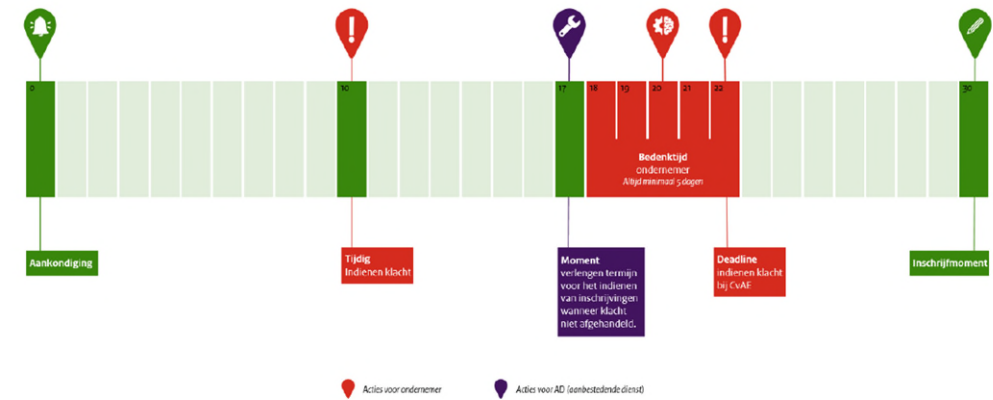 0
10
17
18
19
20
21
22
30
Bedenktijd
ondernemer
Altijd minimaal 5 dagen
Aankondiging
Tijdig
Indienen klacht
Moment
verlengen termijn
voor het indienen
van inschrijvingen
wanneer klacht
niet afgehandeld.
Deadline
indienen klacht
bij CvAE
Inschrijfmoment
Acties voor ondernemer
Acties voor AD (aanbestedende dienst)